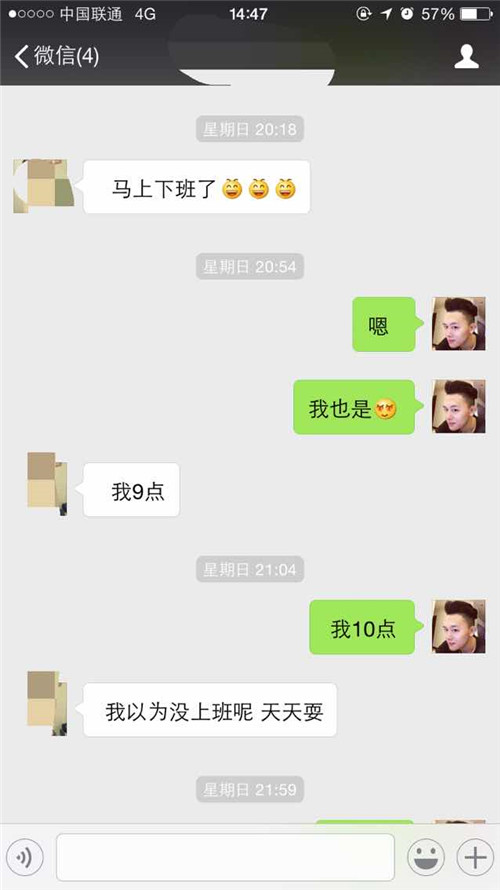 中国联通 4G 14:47 57%
微信(4)
星期日 20:18
马上下班了😄😄😄
星期日 20:54
嗯
我也是😍
我9点
星期日 21:04
我10点
我以为没上班呢 天天耍
星期日 21:59